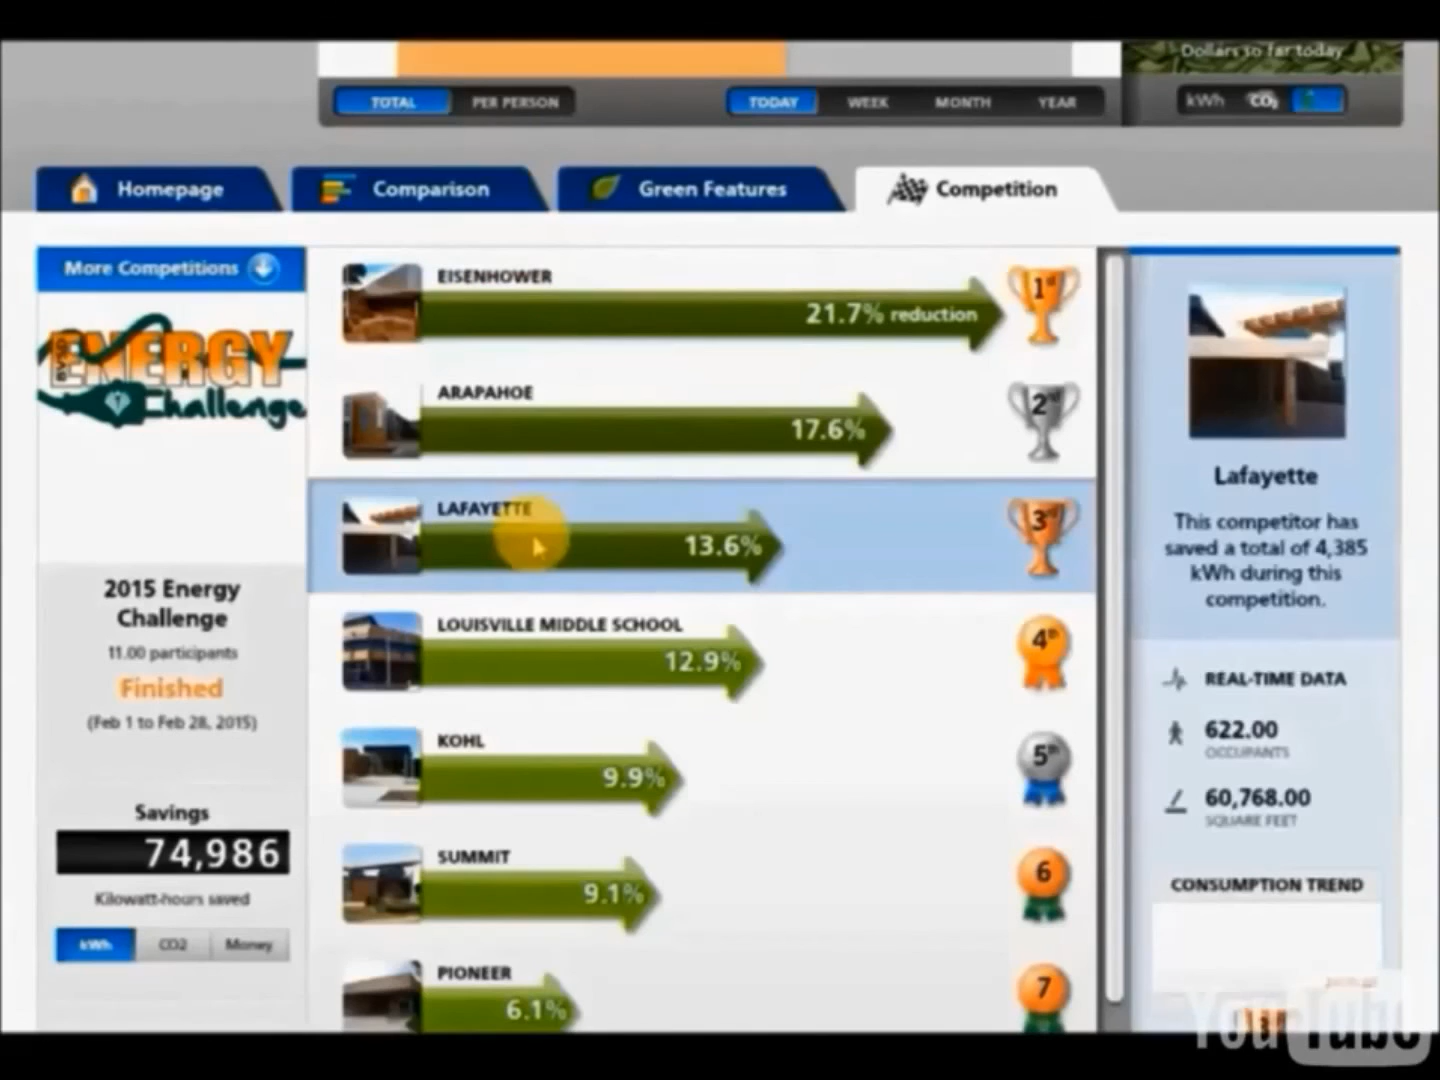 Dollars so far today
TOTAL PER PERSON TODAY WEEK MONTH YEAR kWh CO₂
Homepage Comparison Green Features Competition
More Competitions
BVSD
ENERGY
Challenge
2015 Energy
Challenge
11.00 participants
Finished
(Feb 1 to Feb 28, 2015)
Savings
74,986
Kilowatt-hours saved
kWh CO2 Money
EISENHOWER
21.7% reduction
1st
ARAPAHOE
17.6%
2nd
LAFAYETTE
13.6%
3rd
LOUISVILLE MIDDLE SCHOOL
12.9%
4th
KOHL
9.9%
5th
SUMMIT
9.1%
6
PIONEER
6.1%
7
Lafayette
This competitor has
saved a total of 4,385
kWh during this
competition.
REAL-TIME DATA
622.00
OCCUPANTS
60,768.00
SQUARE FEET
CONSUMPTION TREND
YouTube